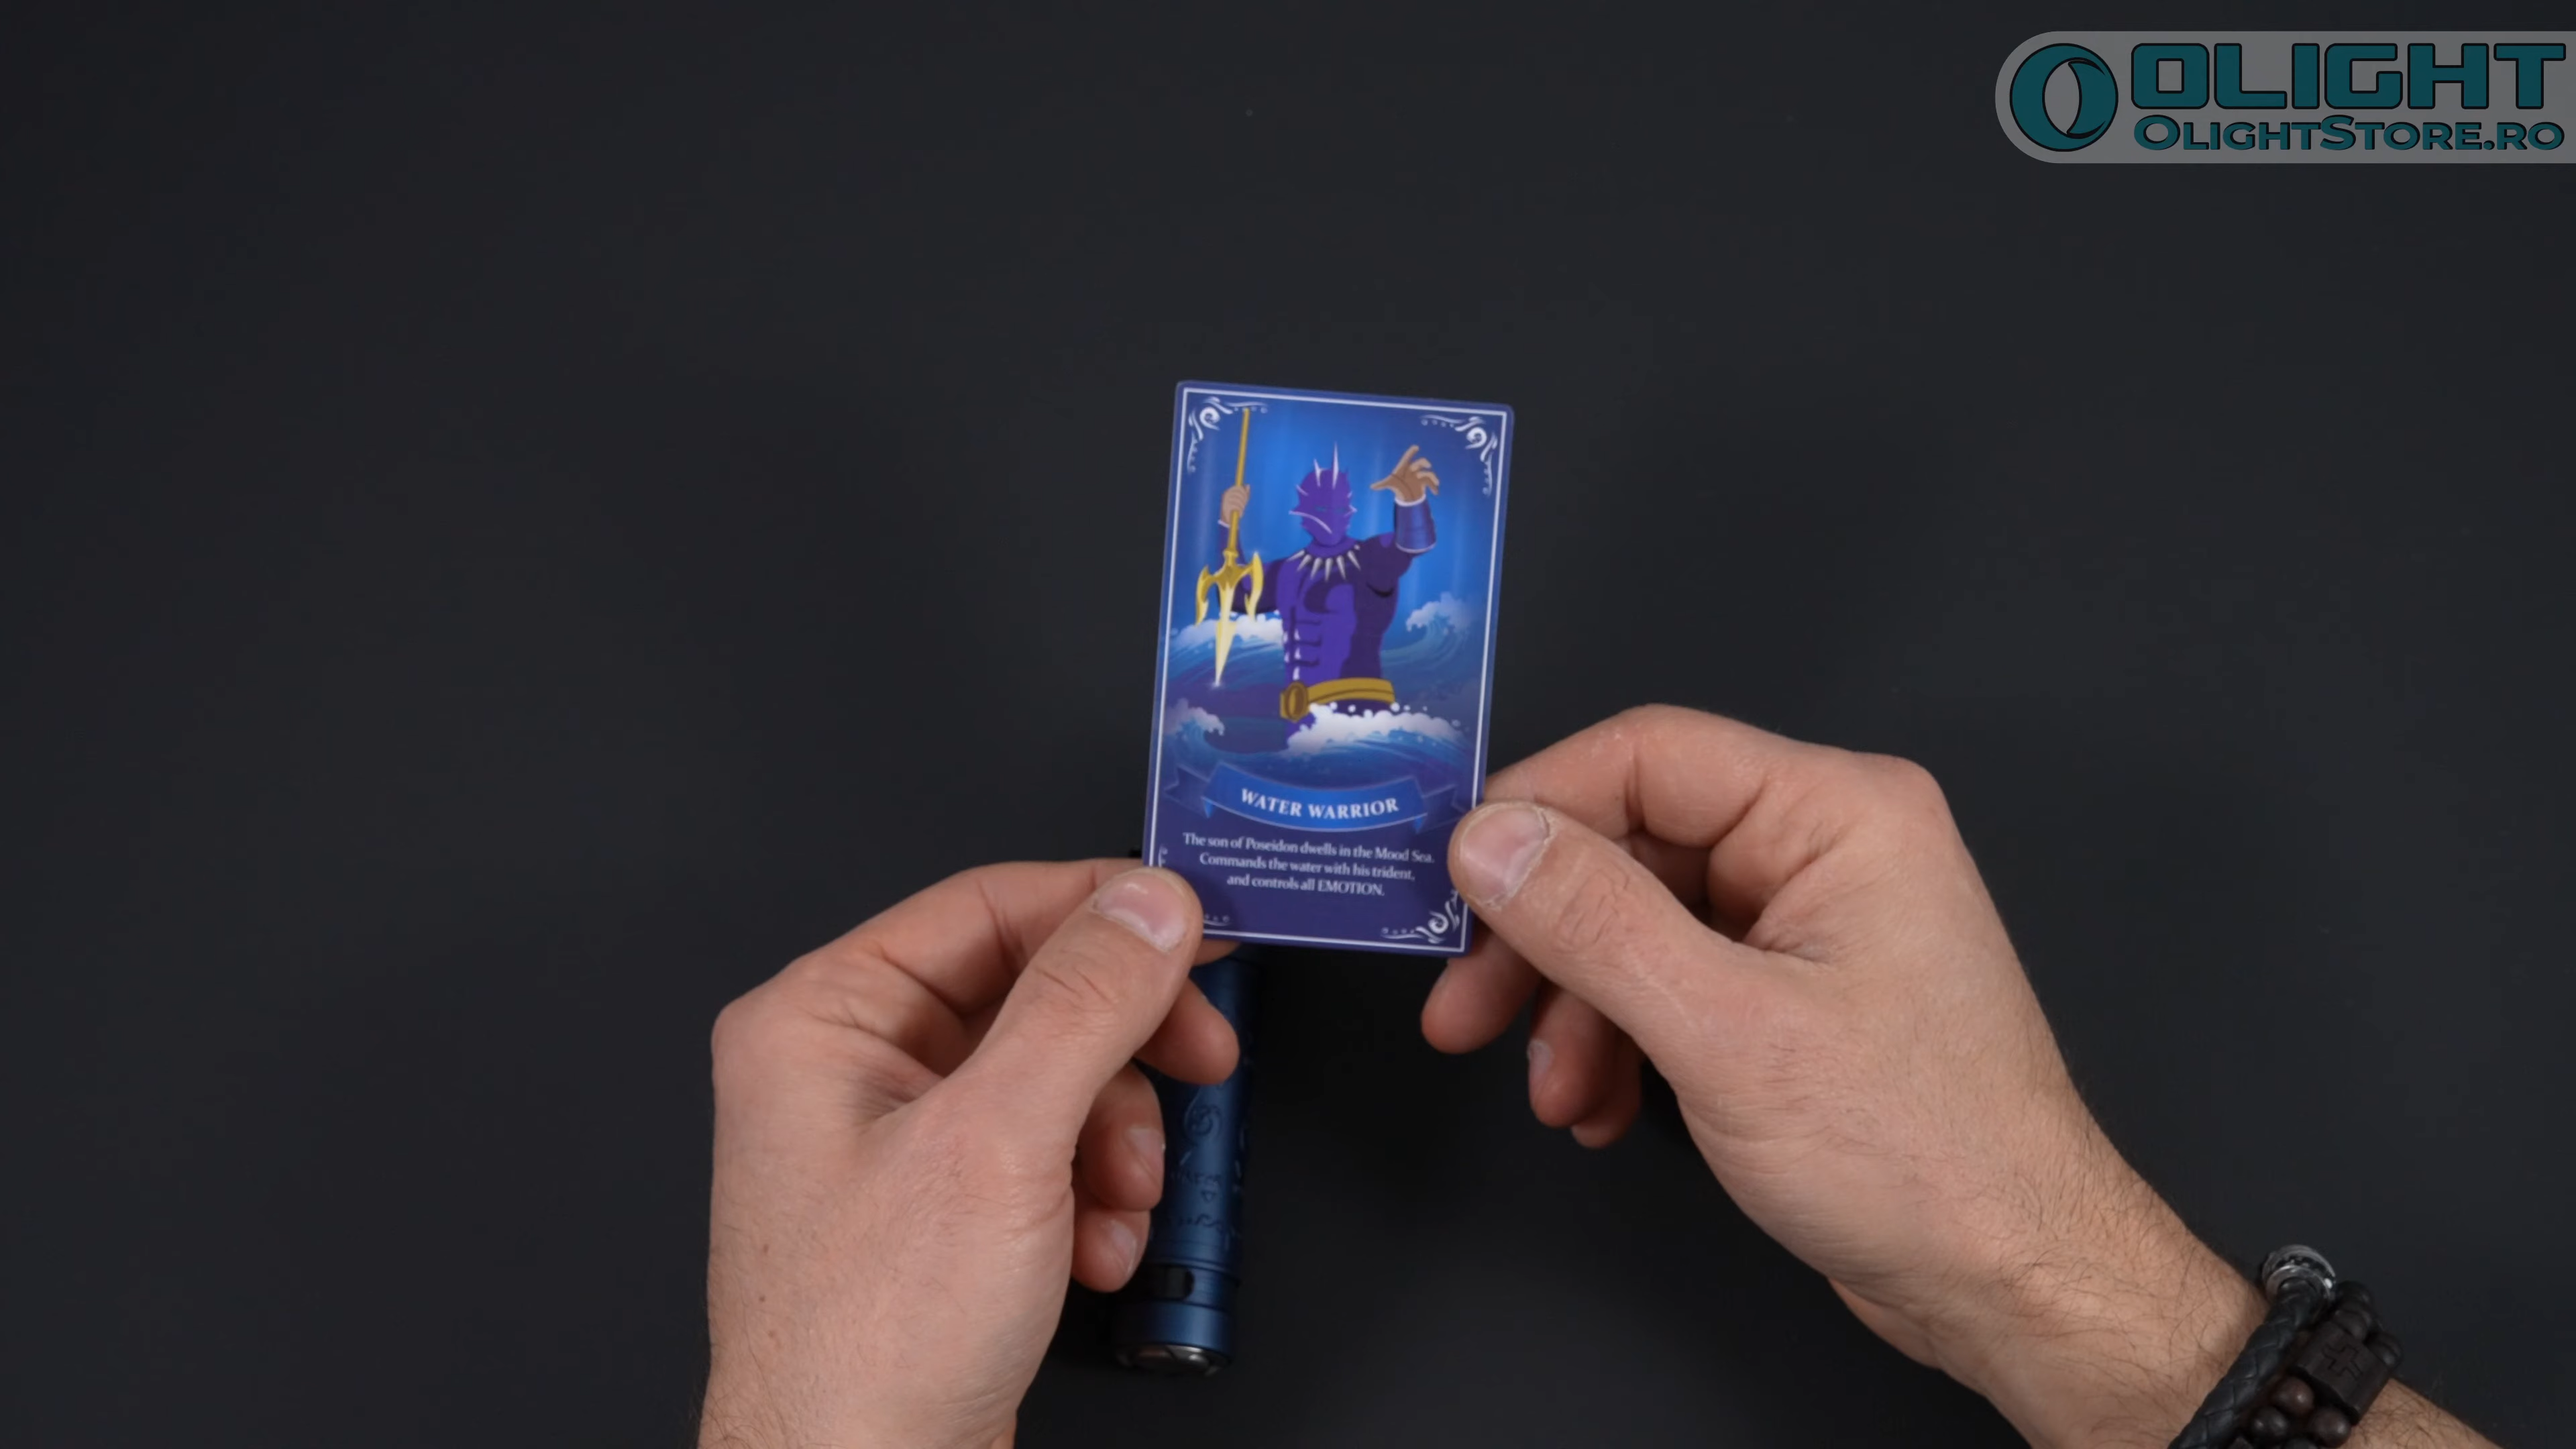 OLIGHT
OLIGHTSTORE.RO
WATER WARRIOR
The son of Poseidon dwells in the Mood Sea.
Commands the water with his trident,
and controls all EMOTION.